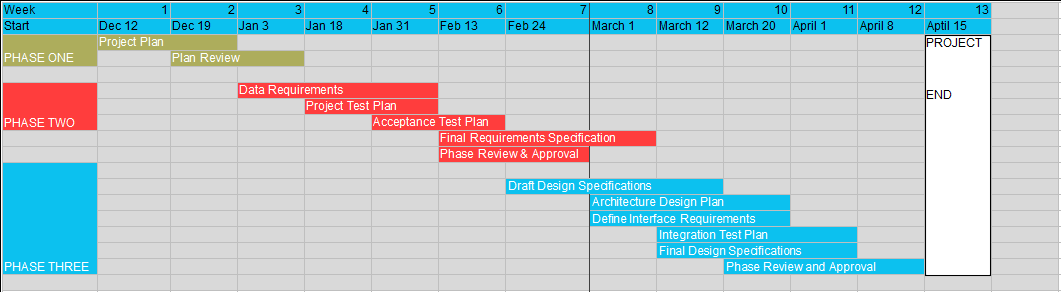 Week 1 2 3 4 5 6 7 8 9 10 11 12 13
Start Dec 12 Dec 19 Jan 3 Jan 18 Jan 31 Feb 13 Feb 24 March 1 March 12 March 20 April 1 April 8 Aptil 15
Project Plan PROJECT
PHASE ONE Plan Review
Data Requirements END
Project Test Plan
PHASE TWO Acceptance Test Plan
Final Requirements Specification
Phase Review & Approval
Draft Design Specifications
Architecture Design Plan
Define Interface Requirements
Integration Test Plan
Final Design Specifications
PHASE THREE Phase Review and Approval